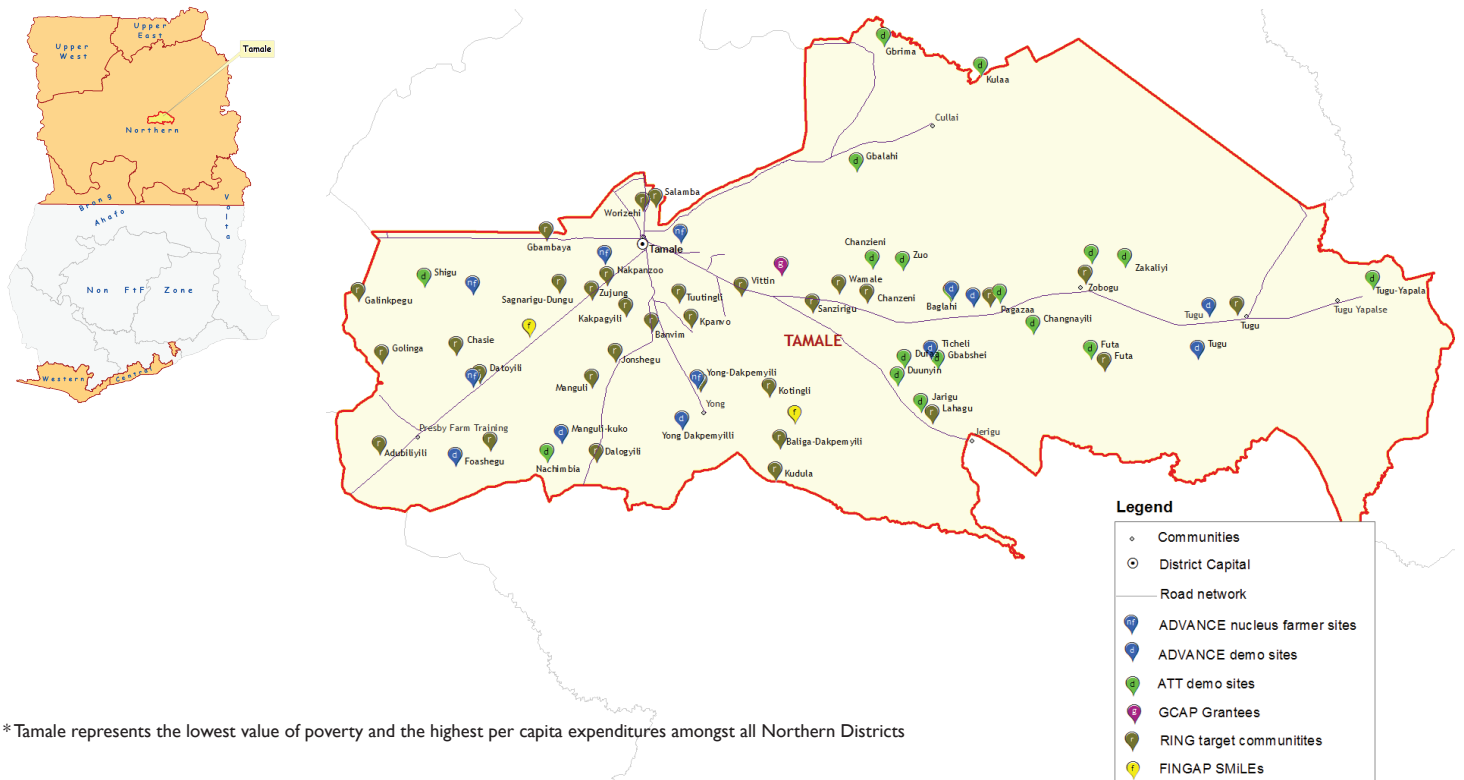 Upper
East
Upper
West
Tamale
Northern
Brong
Ahafo
Volta
Non FtF Zone
Western
Central
Gbrima
Kulaa
Cullai
Gbalahi
Salamba
Worizehi
Gbambaya
Tamale
Chanzieni
Zuo
Zakaliyi
Shigu
Nakpanzoo
Galinkpegu
Sagnarigu-Dungu
Zujung
Tuutingli
Vittin
Wamale
Chanzeni
Zobogu
Tugu-Yapala
Kakpagyili
Kpanvo
Sanzirigu
Baglahi
Pagazaa
Tugu
Tugu
Tugu Yapalse
Banvim
Changnayili
TAMALE
Golinga
Chasie
Jonshegu
Ticheli
Gbabshei
Futa
Futa
Tugu
Datoyili
Manguli
Yong-Dakpemyili
Kotingli
Duunyin
Jarigu
Lahagu
Yong
Presby Farm Training
Adubiliyili
Foashegu
Manguli-kuko
Nachimbia
Dalogyili
Yong Dakpemyilli
Baliga-Dakpemyili
Jerigu
Kudula
Legend
Communities
District Capital
Road network
nf ADVANCE nucleus farmer sites
d ADVANCE demo sites
d ATT demo sites
g GCAP Grantees
r RING target communitites
f FINGAP SMiLEs
* Tamale represents the lowest value of poverty and the highest per capita expenditures amongst all Northern Districts